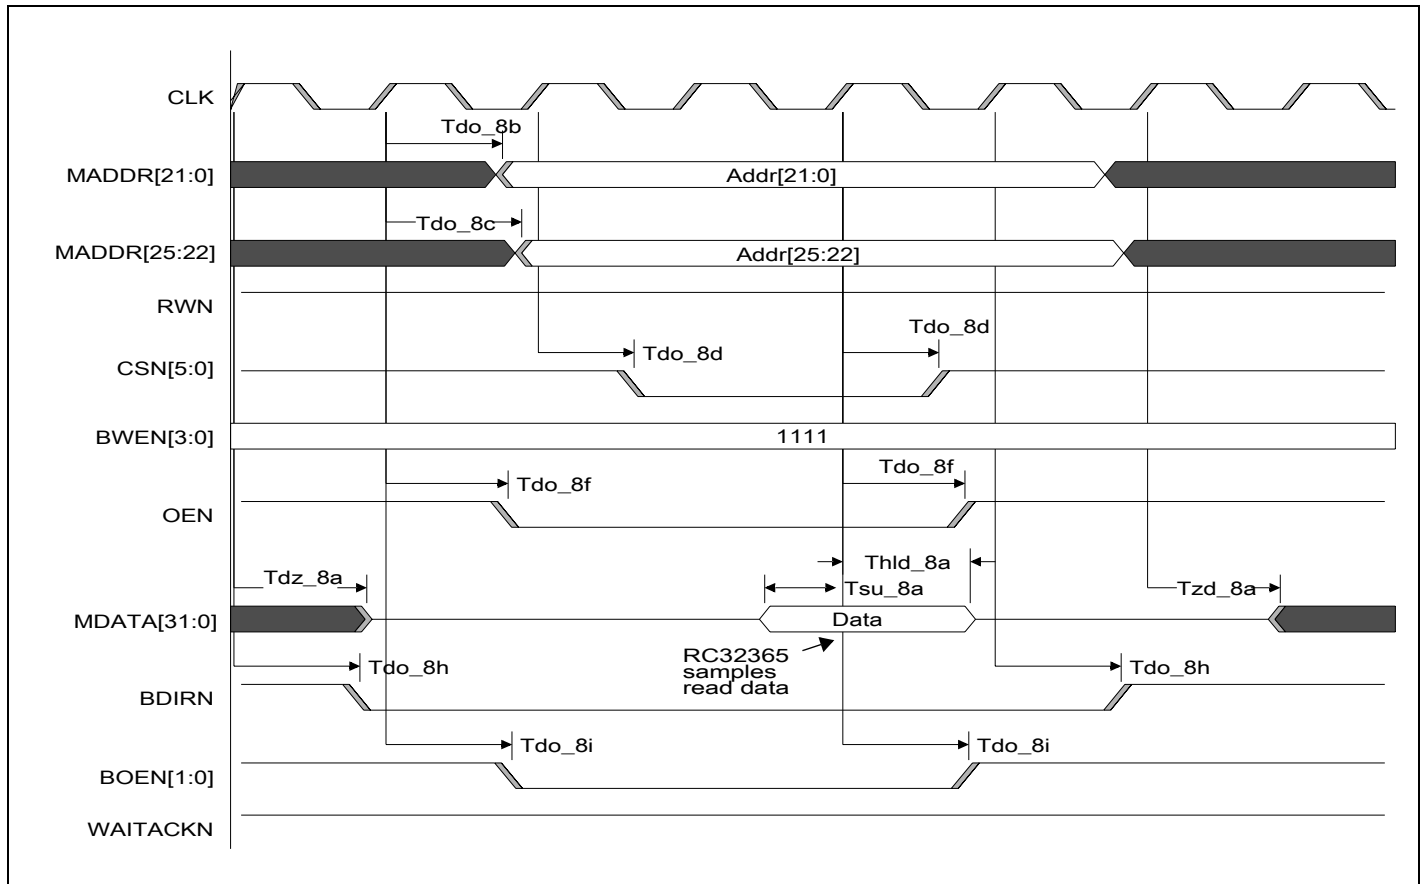 CLK
Tdo_8b
MADDR[21:0]
Addr[21:0]
Tdo_8c
MADDR[25:22]
Addr[25:22]
RWN
Tdo_8d
Tdo_8d
CSN[5:0]
BWEN[3:0]
1111
Tdo_8f
Tdo_8f
OEN
Thld_8a
Tdz_8a
Tsu_8a
Tzd_8a
MDATA[31:0]
Data
RC32365
samples
read data
Tdo_8h
Tdo_8h
BDIRN
Tdo_8i
Tdo_8i
BOEN[1:0]
WAITACKN